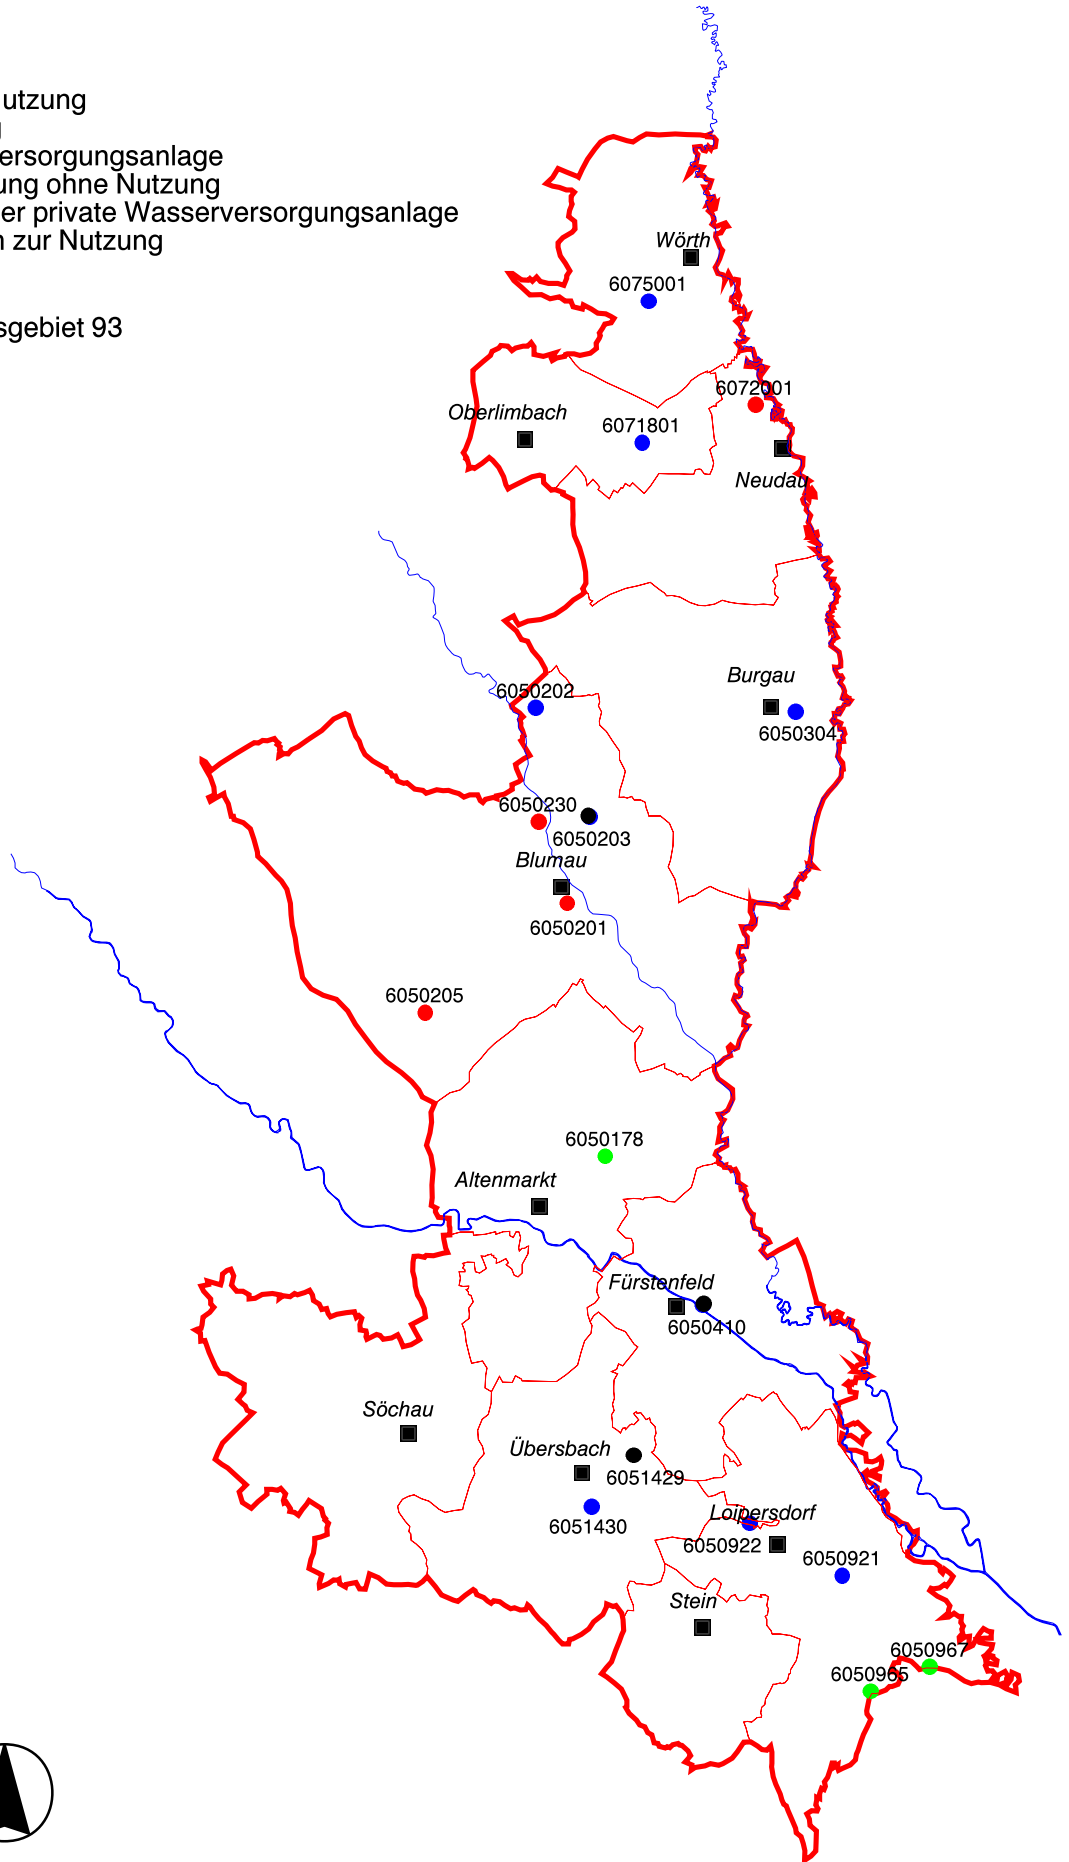 utzung
g
ersorgungsanlage
ung ohne Nutzung
er private Wasserversorgungsanlage
n zur Nutzung
sgebiet 93
Wörth
6075001
6072001
Oberlimbach
6071801
Neudau
Burgau
6050202
6050304
6050230
6050203
Blumau
6050201
6050205
6050178
Altenmarkt
Fürstenfeld
6050410
Söchau
Übersbach
6051429
Loipersdorf
6051430
6050922
6050921
Stein
6050967
6050965